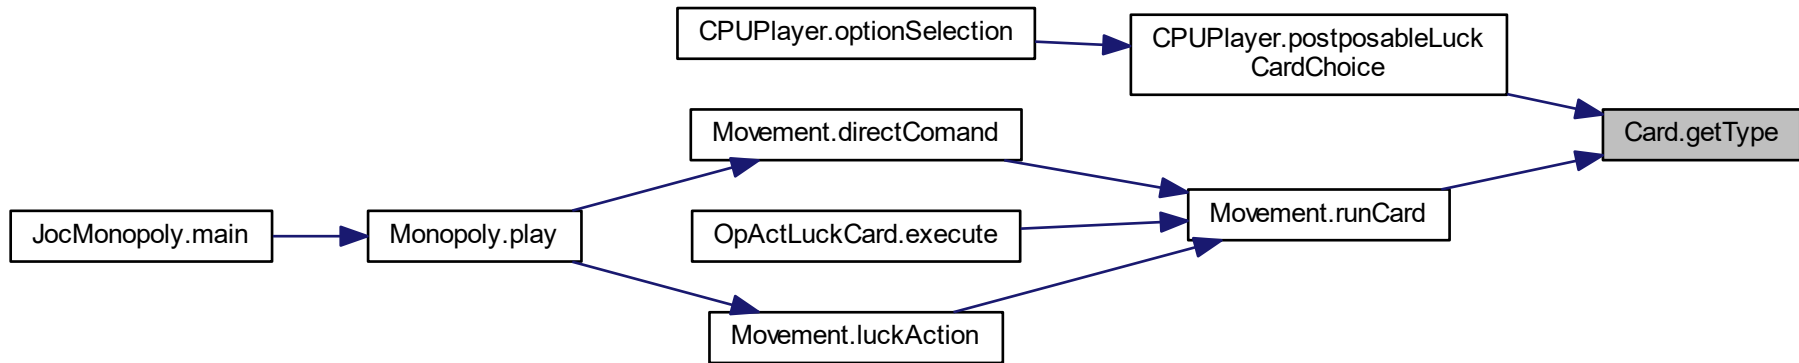 CPUPlayer.optionSelection
CPUPlayer.postposableLuck
CardChoice
Card.getType
Movement.directComand
Movement.runCard
JocMonopoly.main
Monopoly.play
OpActLuckCard.execute
Movement.luckAction